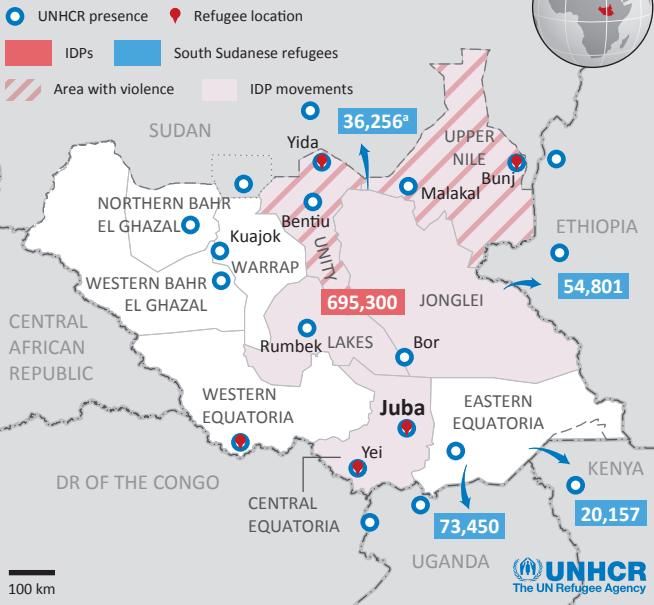 UNHCR presence
Refugee location
IDPs
South Sudanese refugees
Area with violence
IDP movements
SUDAN
36,256ᵃ
Yida
UPPER
NILE
Bunj
Malakal
NORTHERN BAHR
EL GHAZAL
Bentiu
ETHIOPIA
Kuajok
UNITY
WARRAP
WESTERN BAHR
EL GHAZAL
54,801
695,300
JONGLEI
CENTRAL
AFRICAN
REPUBLIC
Rumbek
LAKES
Bor
WESTERN
EQUATORIA
Juba
EASTERN
EQUATORIA
Yei
DR OF THE CONGO
KENYA
CENTRAL
EQUATORIA
73,450
20,157
UGANDA
100 km
UNHCR
The UN Refugee Agency